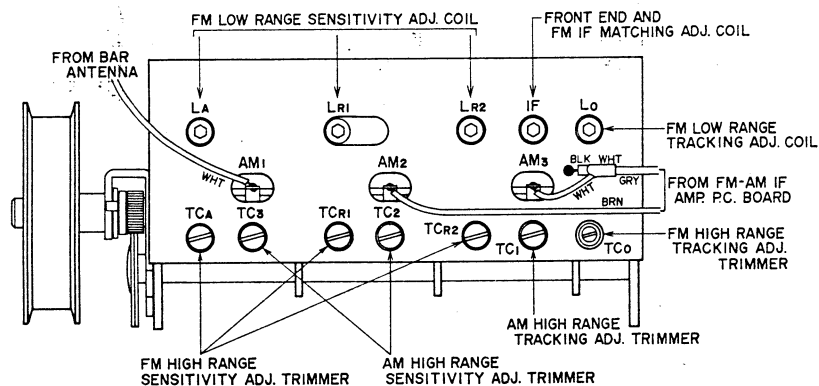 FM LOW RANGE SENSITIVITY ADJ. COIL
FRONT END AND
FM IF MATCHING ADJ. COIL
FROM BAR
ANTENNA
LA
LR1
LR2
IF
LO
FM LOW RANGE
TRACKING ADJ. COIL
AM1
AM2
AM3
BLK
WHT
WHT
WHT
GRY
BRN
FROM FM-AM IF
AMP. P.C. BOARD
TCA
TC3
TCR1
TC2
TCR2
TC1
TCO
FM HIGH RANGE
TRACKING ADJ.
TRIMMER
AM HIGH RANGE
TRACKING ADJ. TRIMMER
FM HIGH RANGE
SENSITIVITY ADJ. TRIMMER
AM HIGH RANGE
SENSITIVITY ADJ. TRIMMER